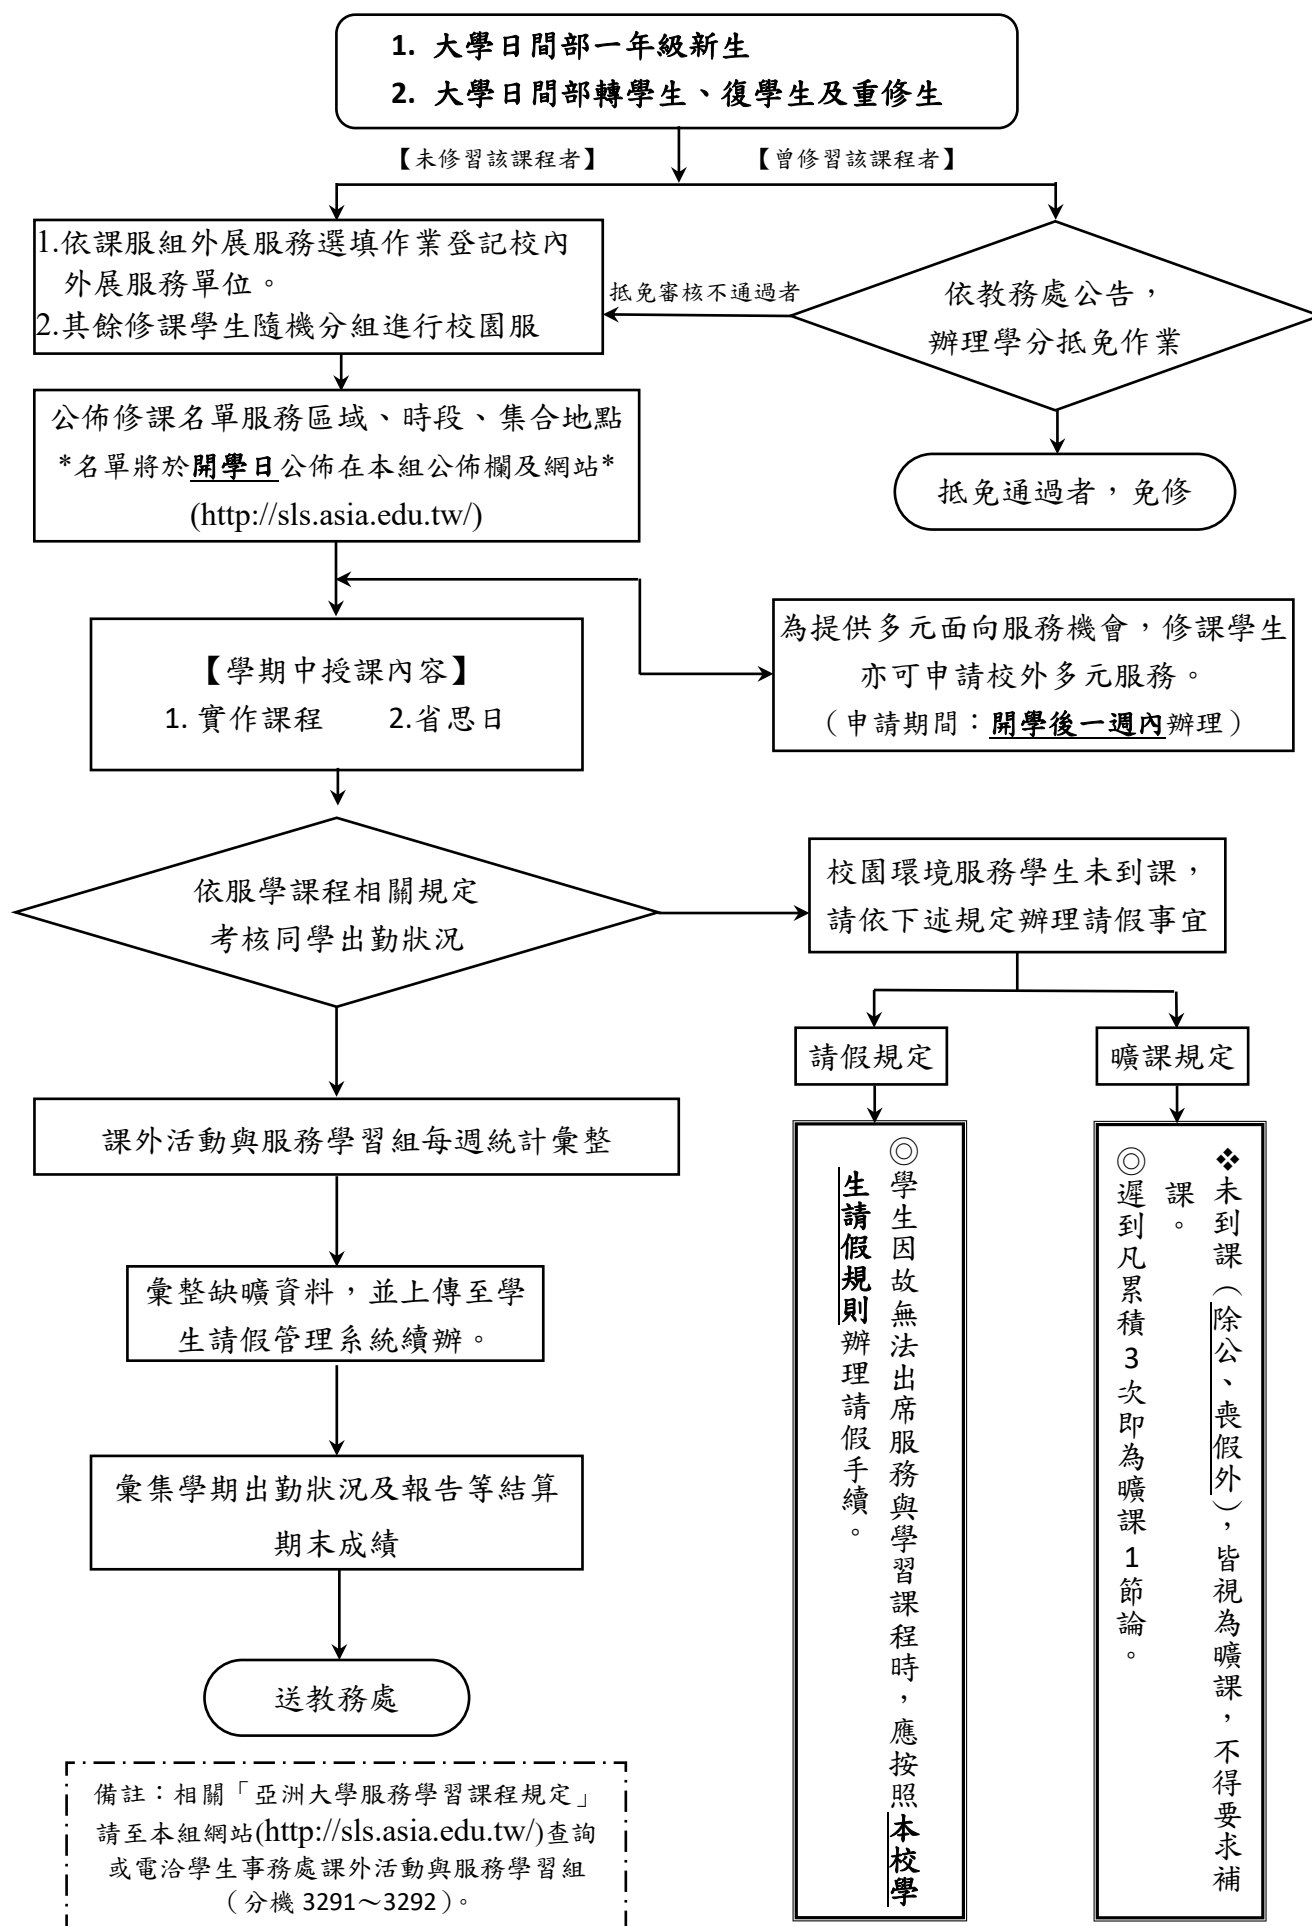 1. 大學日間部一年級新生
2. 大學日間部轉學生、復學生及重修生
【未修習該課程者】
【曾修習該課程者】
1.依課服組外展服務選填作業登記校內
外展服務單位。
2.其餘修課學生隨機分組進行校園服
抵免審核不通過者
依教務處公告，
辦理學分抵免作業
公佈修課名單服務區域、時段、集合地點
*名單將於開學日公佈在本組公佈欄及網站*
(http://sls.asia.edu.tw/)
抵免通過者，免修
為提供多元面向服務機會，修課學生
亦可申請校外多元服務。
（申請期間：開學後一週內辦理）
【學期中授課內容】
1. 實作課程 2.省思日
依服學課程相關規定
考核同學出勤狀況
校園環境服務學生未到課，
請依下述規定辦理請假事宜
請假規定
曠課規定
課外活動與服務學習組每週統計彙整
彙整缺曠資料，並上傳至學
生請假管理系統續辦。
彙集學期出勤狀況及報告等結算
期末成績
送教務處
◎學生因故無法出席服務與學習課程時，應按照本校學
生請假規則辦理請假手續。
❖未到課（除公、喪假外），皆視為曠課，不得要求補
課。
◎遲到凡累積3次即為曠課1節論。
備註：相關「亞洲大學服務學習課程規定」
請至本組網站(http://sls.asia.edu.tw/)查詢
或電洽學生事務處課外活動與服務學習組
（分機 3291～3292）。